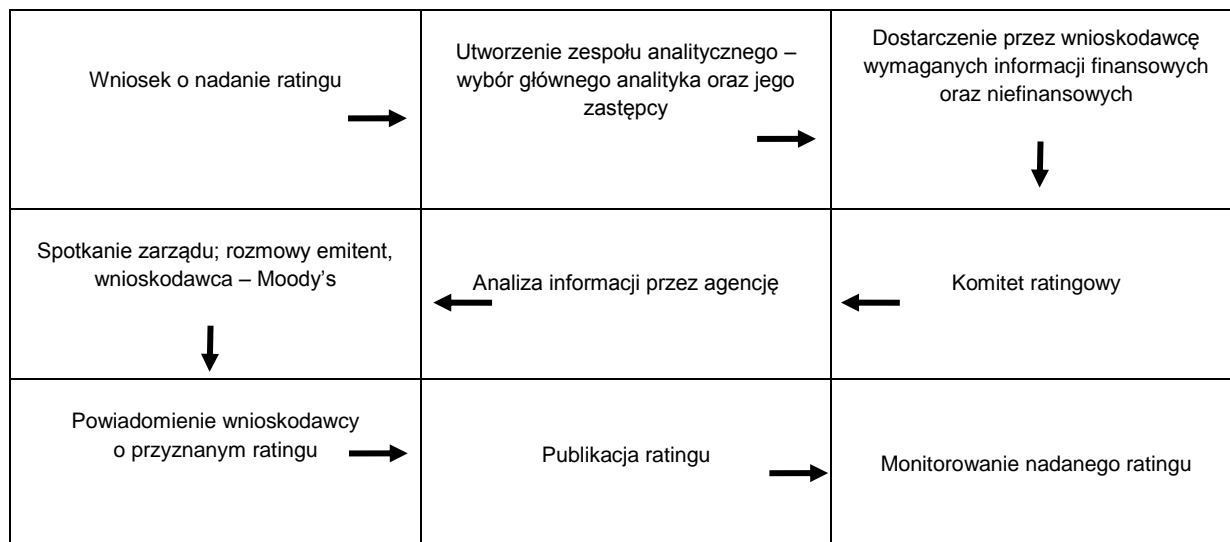 Wniosek o nadanie ratingu
Utworzenie zespołu analitycznego –
wybór głównego analityka oraz jego
zastępcy
Dostarczenie przez wnioskodawcę
wymaganych informacji finansowych
oraz niefinansowych
Spotkanie zarządu; rozmowy emitent,
wnioskodawca – Moody’s
Analiza informacji przez agencję
Komitet ratingowy
Powiadomienie wnioskodawcy
o przyznanym ratingu
Publikacja ratingu
Monitorowanie nadanego ratingu